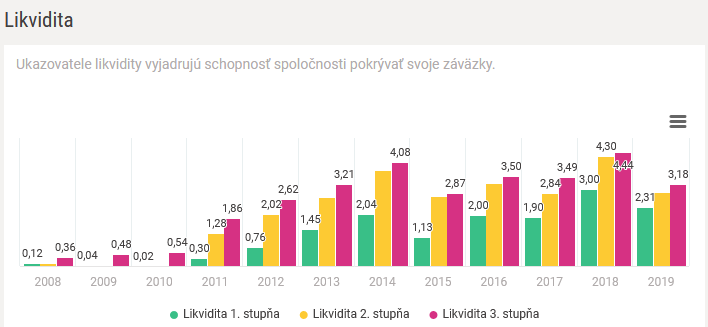 Likvidita
Ukazovatele likvidity vyjadrujú schopnosť spoločnosti pokrývať svoje záväzky.
0,12 0,36 0,04 0,48 0,02 0,54 0,30 1,28 1,86 0,76 2,02 2,62 1,45 3,21 2,04 4,08 1,13 2,87 2,00 3,50 1,90 2,84 3,49 3,00 4,30 4,44 2,31 3,18
2008 2009 2010 2011 2012 2013 2014 2015 2016 2017 2018 2019
Likvidita 1. stupňa Likvidita 2. stupňa Likvidita 3. stupňa